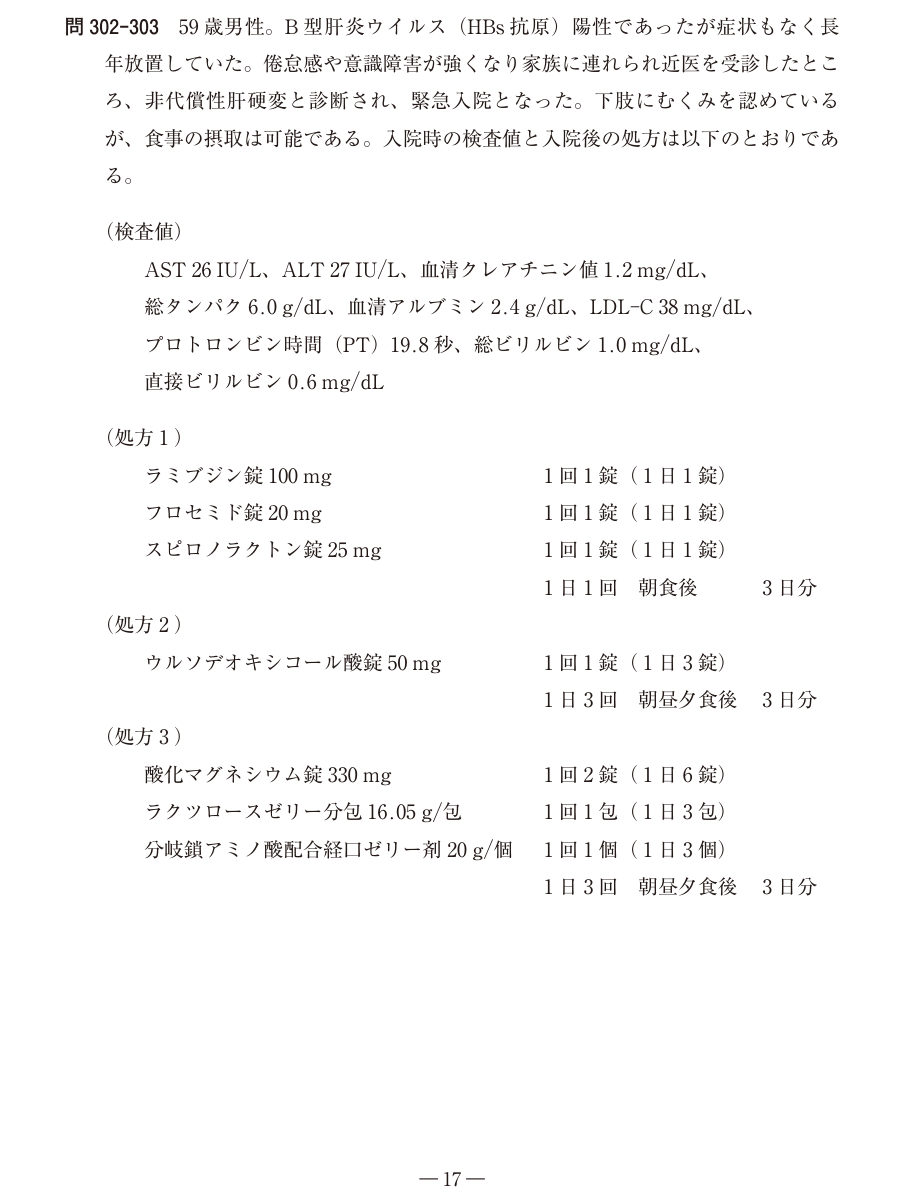 問 302-303 59 歳男性。B 型肝炎ウイルス（HBs 抗原）陽性であったが症状もなく長
年放置していた。倦怠感や意識障害が強くなり家族に連れられ近医を受診したとこ
ろ、非代償性肝硬変と診断され、緊急入院となった。下肢にむくみを認めている
が、食事の摂取は可能である。入院時の検査値と入院後の処方は以下のとおりであ
る。
（検査値）
AST 26 IU/L、ALT 27 IU/L、血清クレアチニン値 1.2 mg/dL、
総タンパク 6.0 g/dL、血清アルブミン 2.4 g/dL、LDL-C 38 mg/dL、
プロトロンビン時間（PT）19.8 秒、総ビリルビン 1.0 mg/dL、
直接ビリルビン 0.6 mg/dL
（処方 1）
ラミブジン錠 100 mg 1 回 1 錠（1 日 1 錠）
フロセミド錠 20 mg 1 回 1 錠（1 日 1 錠）
スピロノラクトン錠 25 mg 1 回 1 錠（1 日 1 錠）
1 日 1 回 朝食後 3 日分
（処方 2）
ウルソデオキシコール酸錠 50 mg 1 回 1 錠（1 日 3 錠）
1 日 3 回 朝昼夕食後 3 日分
（処方 3）
酸化マグネシウム錠 330 mg 1 回 2 錠（1 日 6 錠）
ラクツロースゼリー分包 16.05 g/包 1 回 1 包（1 日 3 包）
分岐鎖アミノ酸配合経口ゼリー剤 20 g/個 1 回 1 個（1 日 3 個）
1 日 3 回 朝昼夕食後 3 日分
— 17 —